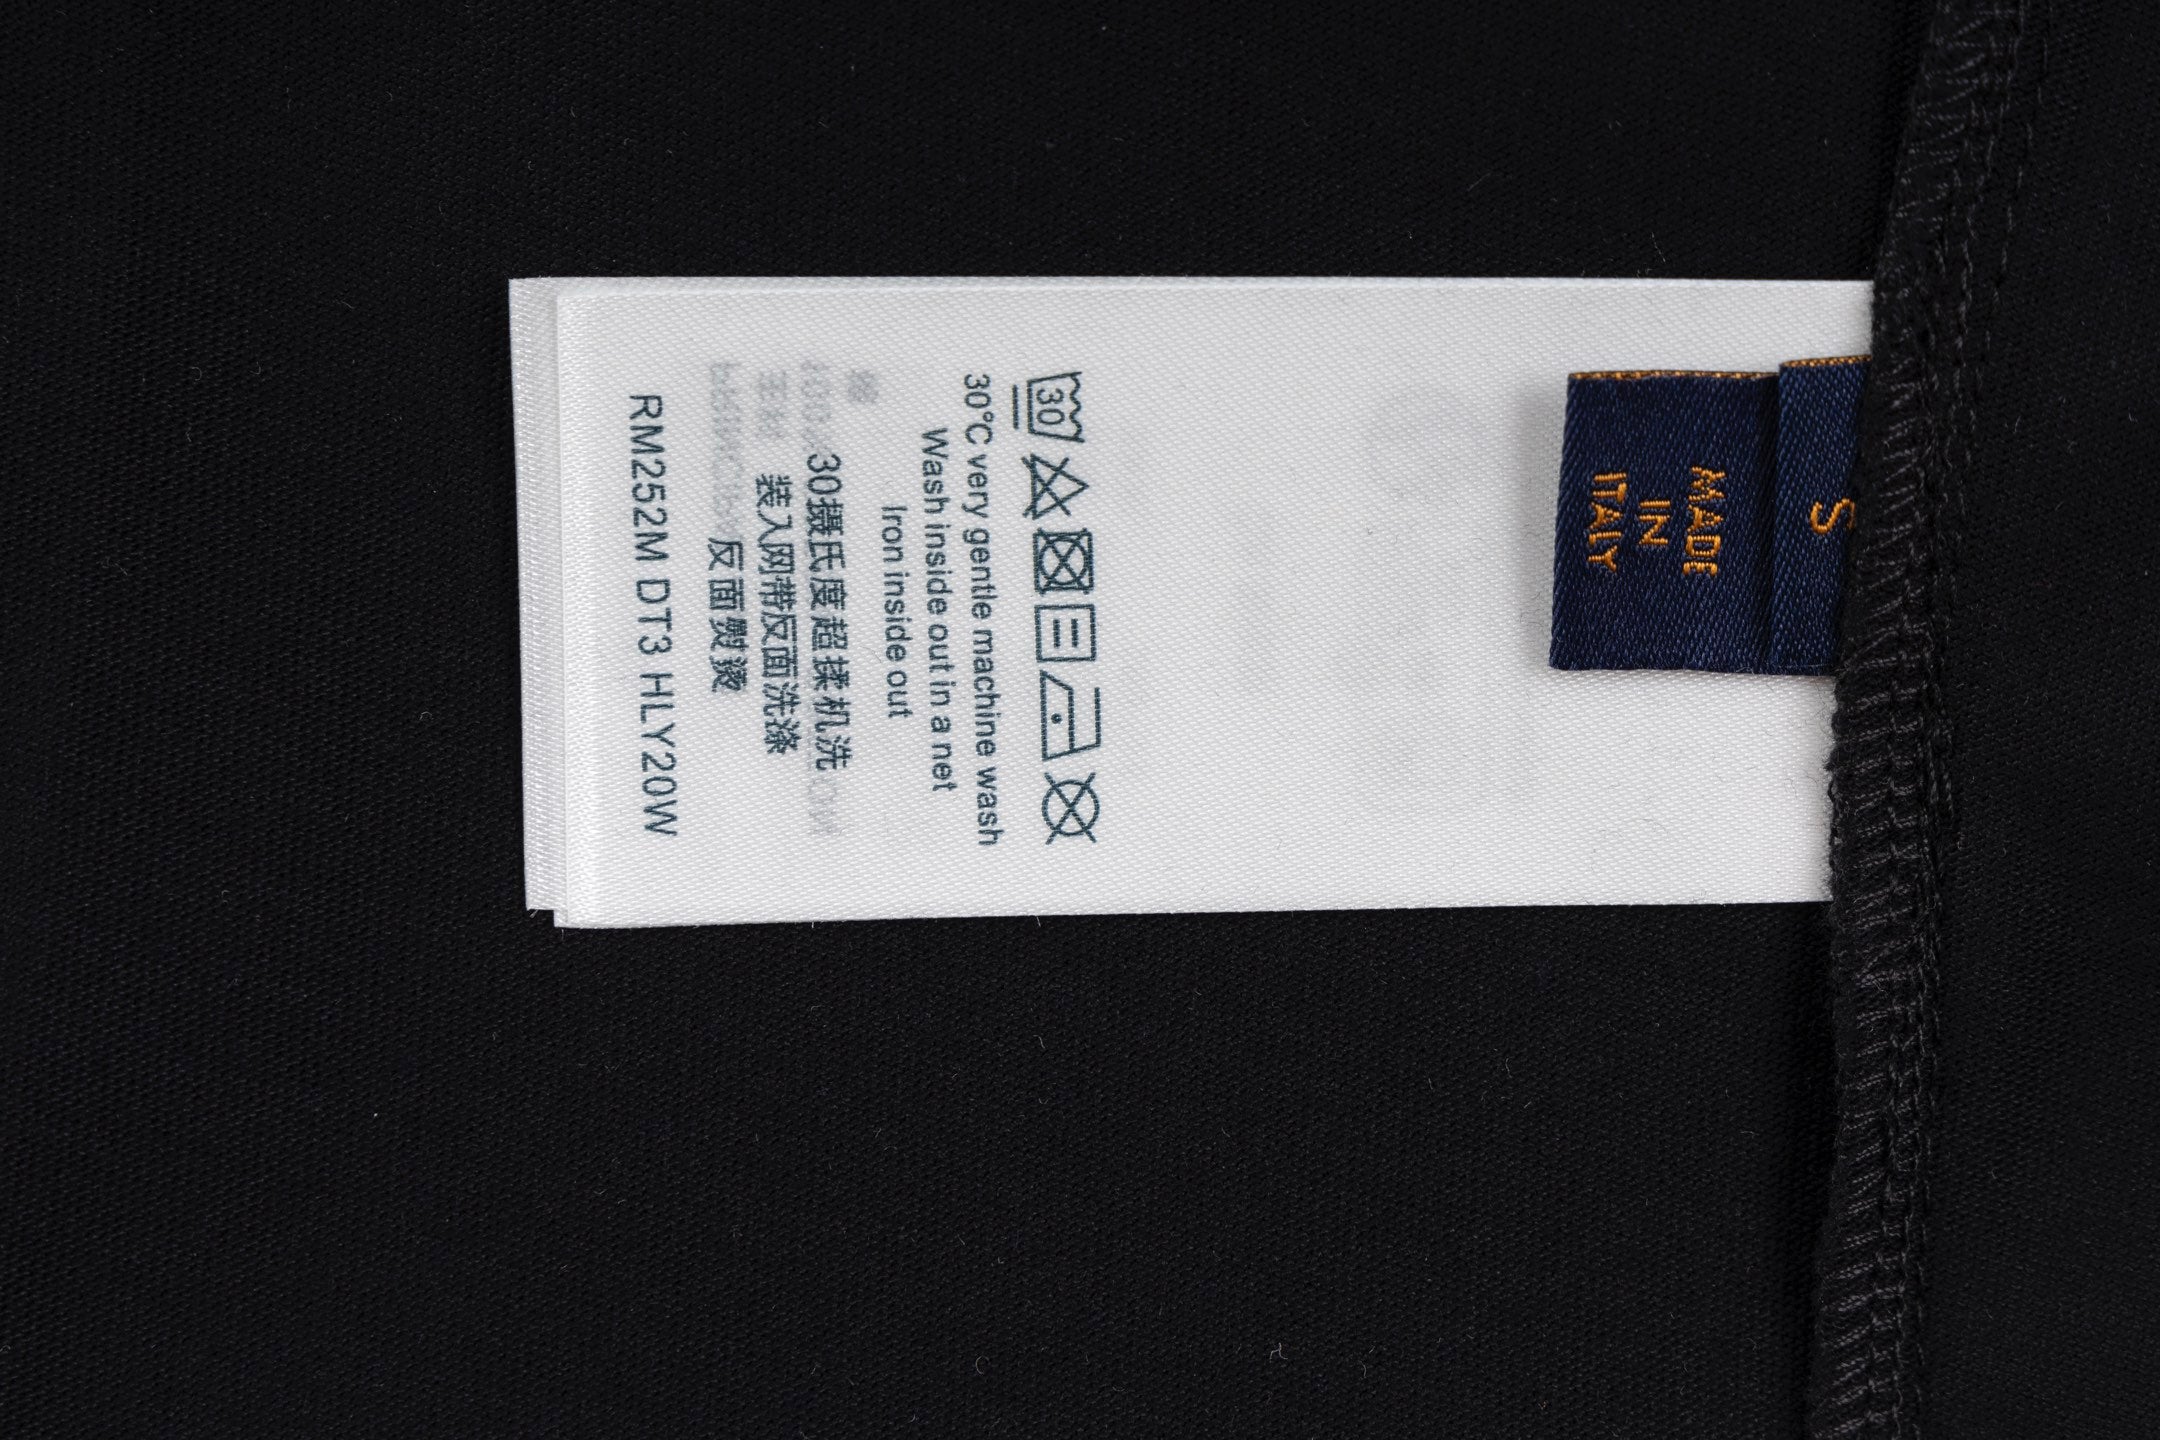 30
30°C very gentle machine wash
Wash inside out in a net
Iron inside out
30摄氏度超揉机洗
装入网带反面洗涤
反面熨烫
RM252M DT3 HLY20W
S
MADE
IN
ITALY